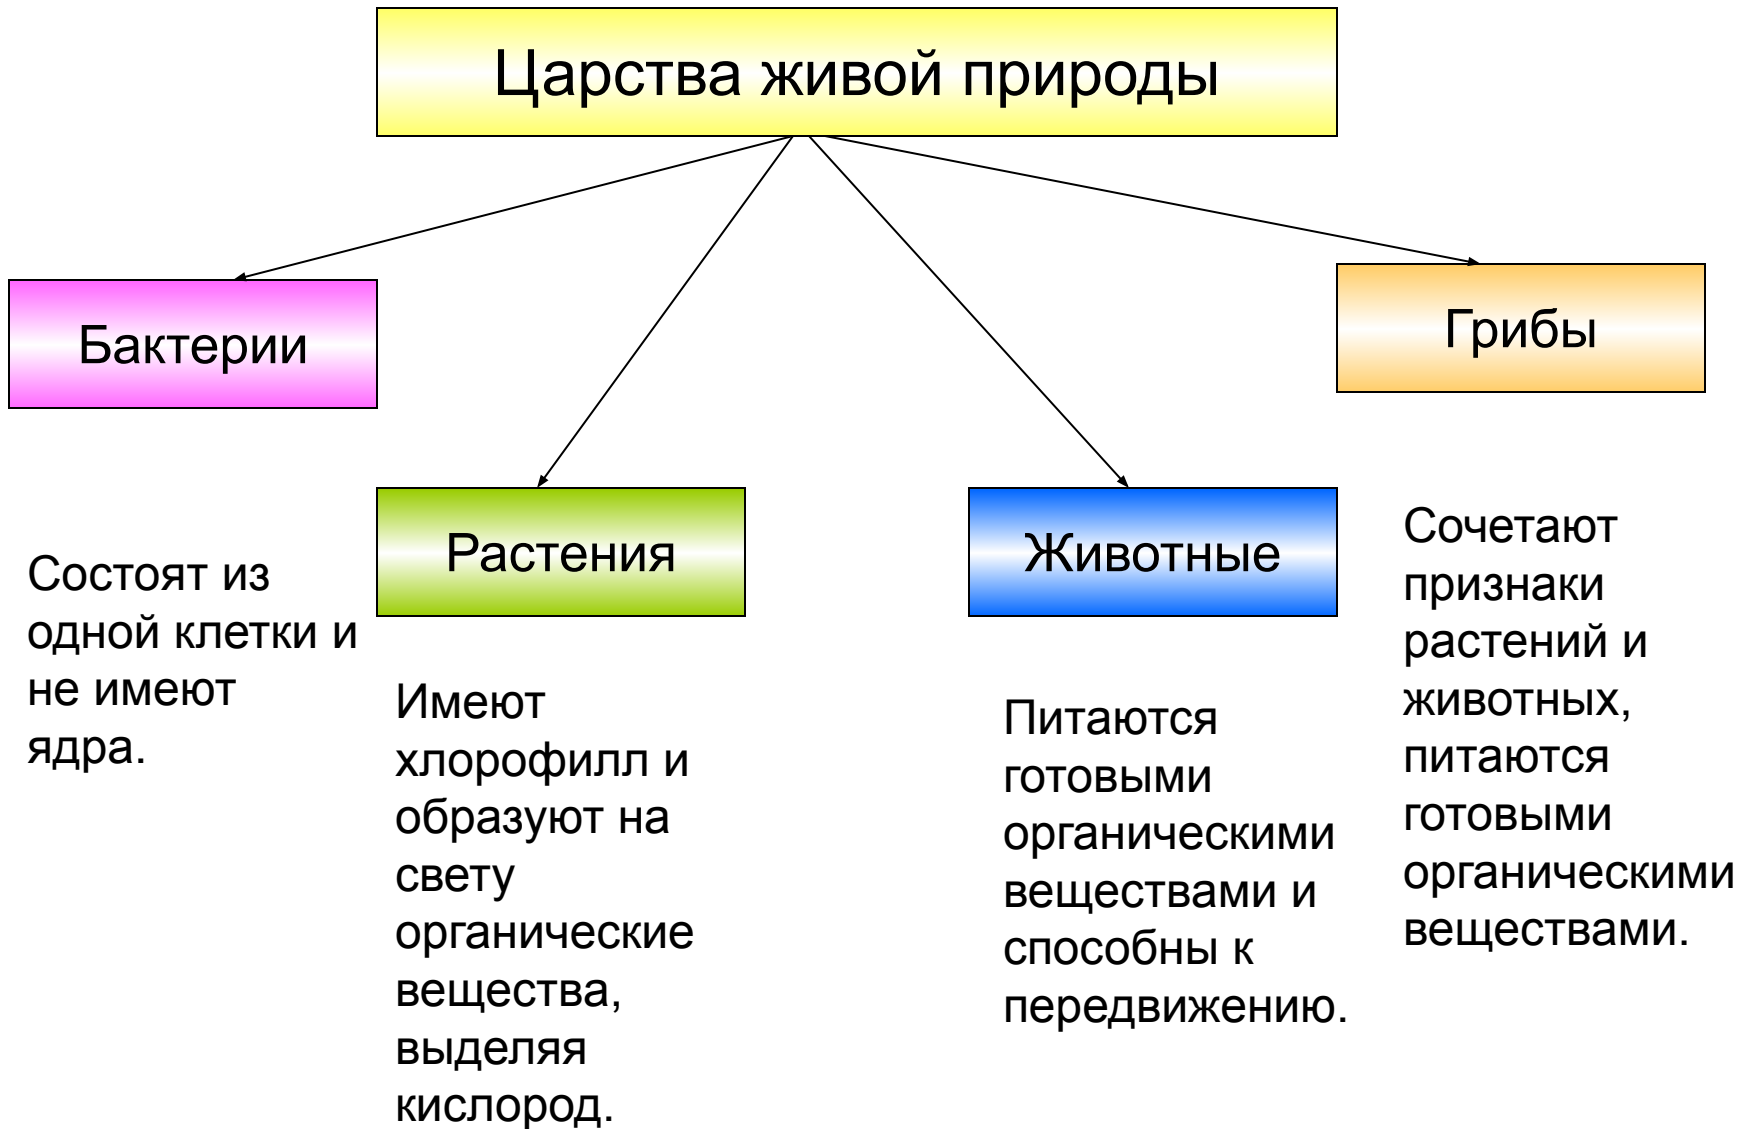 Царства живой природы
Бактерии
Состоят из
одной клетки и
не имеют
ядра.
Растения
Имеют
хлорофилл и
образуют на
свету
органические
вещества,
выделяя
кислород.
Животные
Питаются
готовыми
органическими
веществами и
способны к
передвижению.
Грибы
Сочетают
признаки
растений и
животных,
питаются
готовыми
органическими
веществами.